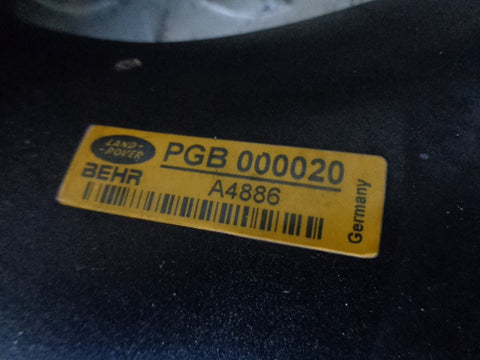 LAND
ROVER
PGB 000020
BEHR
A4886
Germany